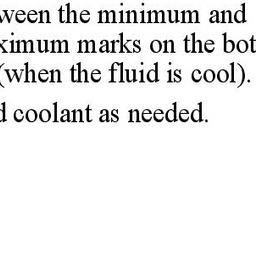 ween the minimum and
ximum marks on the bot
(when the fluid is cool).
d coolant as needed.